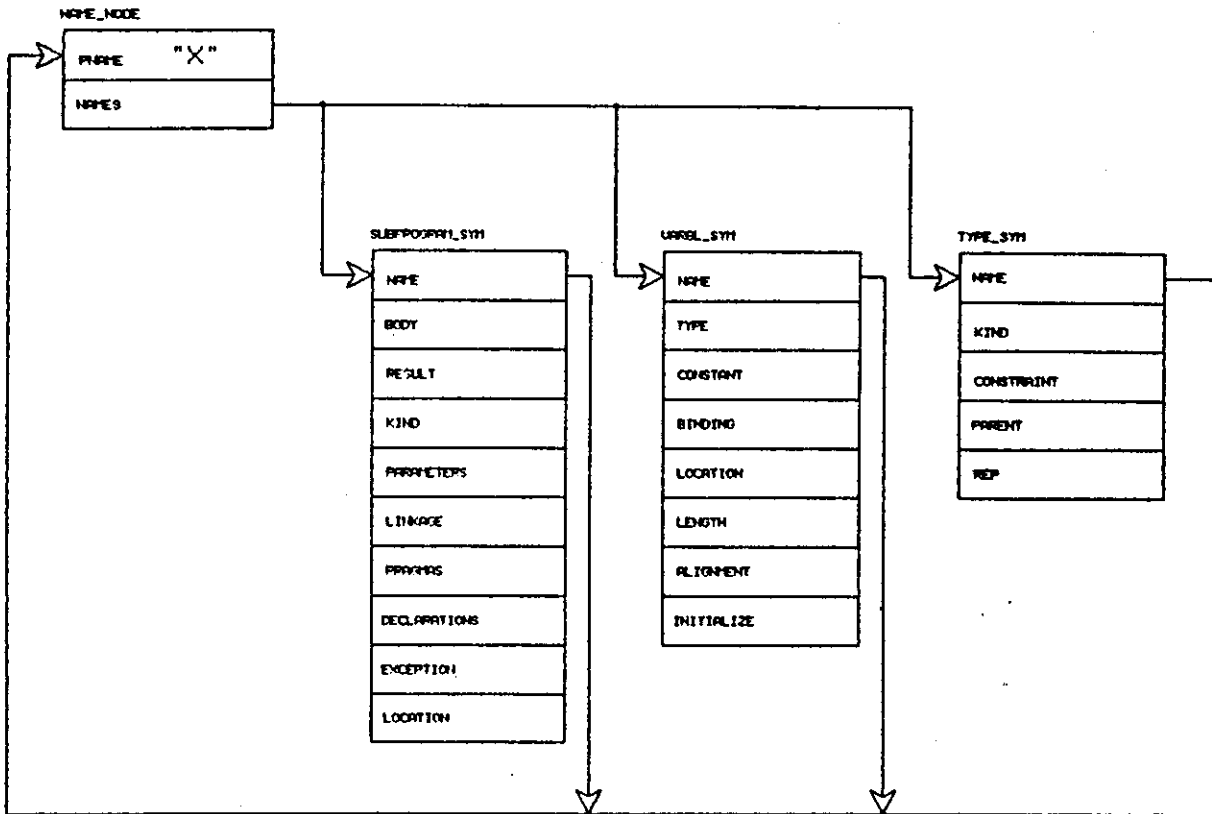 NAME_NODE
PNAME "X"
NAMES
SUBPROGRAM_SYM
NAME
BODY
RESULT
KIND
PARAMETERS
LINKAGE
PRAGMAS
DECLARATIONS
EXCEPTION
LOCATION
VARBL_SYM
NAME
TYPE
CONSTANT
BINDING
LOCATION
LENGTH
ALIGNMENT
INITIALIZE
TYPE_SYM
NAME
KIND
CONSTRAINT
PARENT
REP